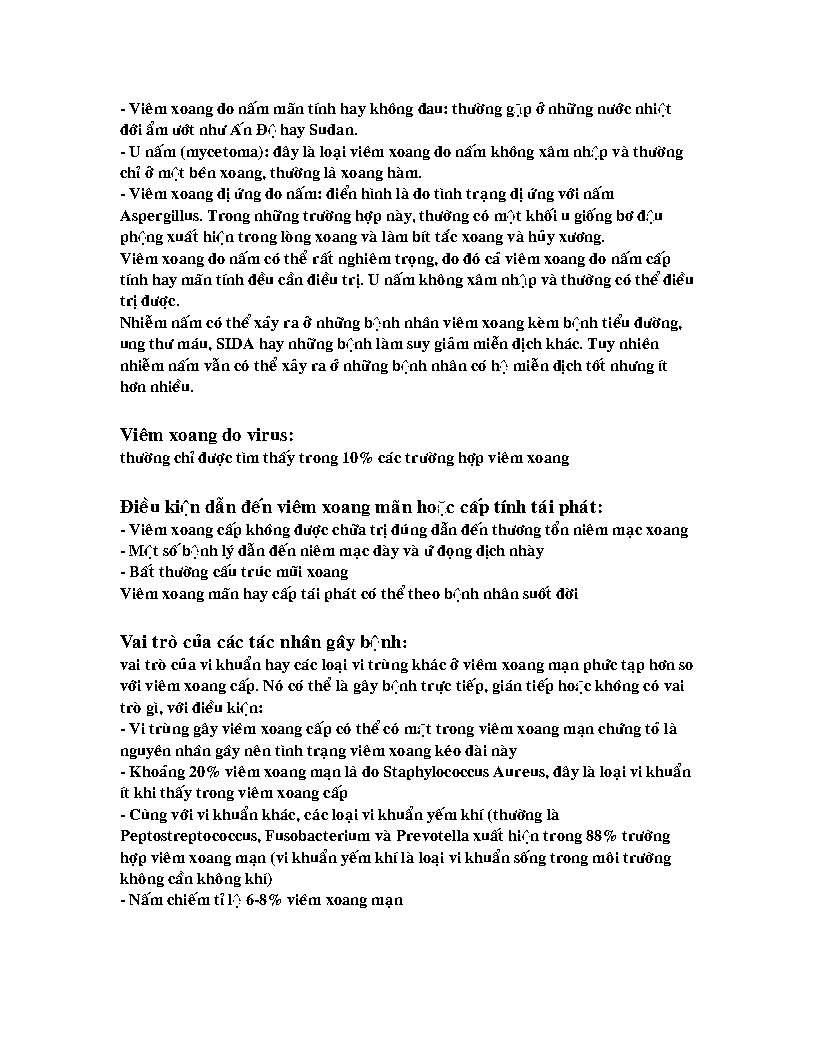 - Viêm xoang do nấm mãn tính hay không đau: thường gặp ở những nước nhiệt
đới ẩm ướt như Ấn Độ hay Sudan.
- U nấm (mycetoma): đây là loại viêm xoang do nấm không xâm nhập và thường
chỉ ở một bên xoang, thường là xoang hàm.
- Viêm xoang dị ứng do nấm: điển hình là do tình trạng dị ứng với nấm
Aspergillus. Trong những trường hợp này, thường có một khối u giống bơ đậu
phộng xuất hiện trong lòng xoang và làm bít tắc xoang và hủy xương.
Viêm xoang do nấm có thể rất nghiêm trọng, do đó cả viêm xoang do nấm cấp
tính hay mãn tính đều cần điều trị. U nấm không xâm nhập và thường có thể điều
trị được.
Nhiễm nấm có thể xảy ra ở những bệnh nhân viêm xoang kèm bệnh tiểu đường,
ung thư máu, SIDA hay những bệnh làm suy giảm miễn dịch khác. Tuy nhiên
nhiễm nấm vẫn có thể xảy ra ở những bệnh nhân có hệ miễn dịch tốt nhưng ít
hơn nhiều.
Viêm xoang do virus:
thường chỉ được tìm thấy trong 10% các trường hợp viêm xoang
Điều kiện dẫn đến viêm xoang mãn hoặc cấp tính tái phát:
- Viêm xoang cấp không được chữa trị đúng dẫn đến thương tổn niêm mạc xoang
- Một số bệnh lý dẫn đến niêm mạc dày và ứ đọng dịch nhày
- Bất thường cấu trúc mũi xoang
Viêm xoang mãn hay cấp tái phát có thể theo bệnh nhân suốt đời
Vai trò của các tác nhân gây bệnh:
vai trò của vi khuẩn hay các loại vi trùng khác ở viêm xoang mạn phức tạp hơn so
với viêm xoang cấp. Nó có thể là gây bệnh trực tiếp, gián tiếp hoặc không có vai
trò gì, với điều kiện:
- Vi trùng gây viêm xoang cấp có thể có mặt trong viêm xoang mạn chứng tỏ là
nguyên nhân gây nên tình trạng viêm xoang kéo dài này
- Khoảng 20% viêm xoang mạn là do Staphylococcus Aureus, đây là loại vi khuẩn
ít khi thấy trong viêm xoang cấp
- Cùng với vi khuẩn khác, các loại vi khuẩn yếm khí (thường là
Peptostreptococcus, Fusobacterium và Prevotella xuất hiện trong 88% trường
hợp viêm xoang mạn (vi khuẩn yếm khí là loại vi khuẩn sống trong môi trường
không cần không khí)
- Nấm chiếm tỉ lệ 6-8% viêm xoang mạn